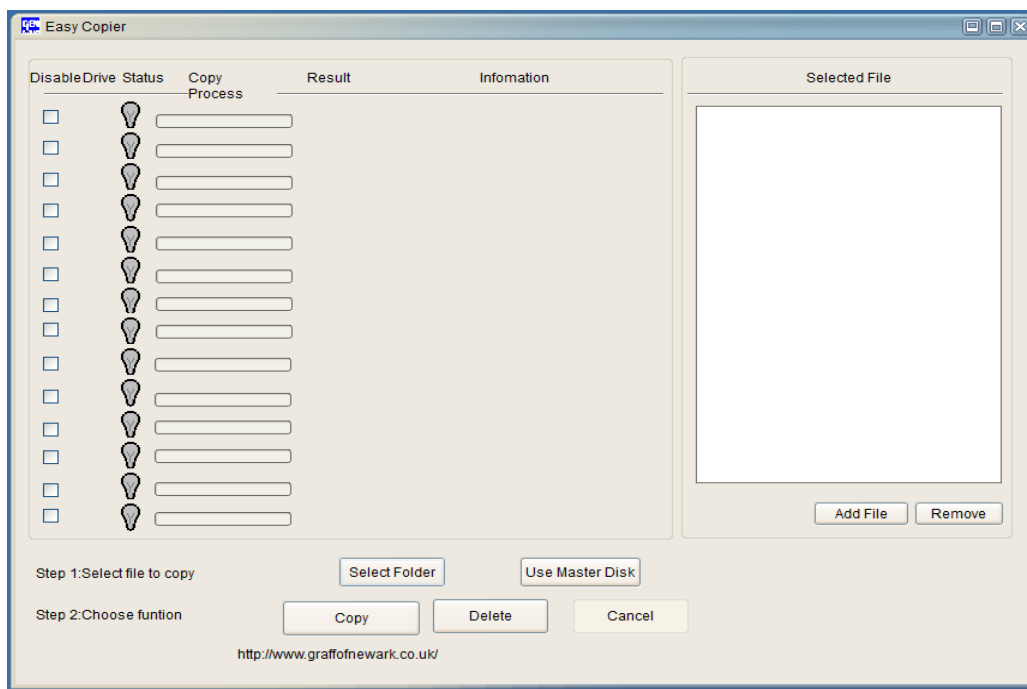 Easy Copier
Disable Drive Status Copy Process Result Infomation
Selected File
Add File Remove
Step 1:Select file to copy Select Folder Use Master Disk
Step 2:Choose funtion Copy Delete Cancel
http://www.graffofnewark.co.uk/